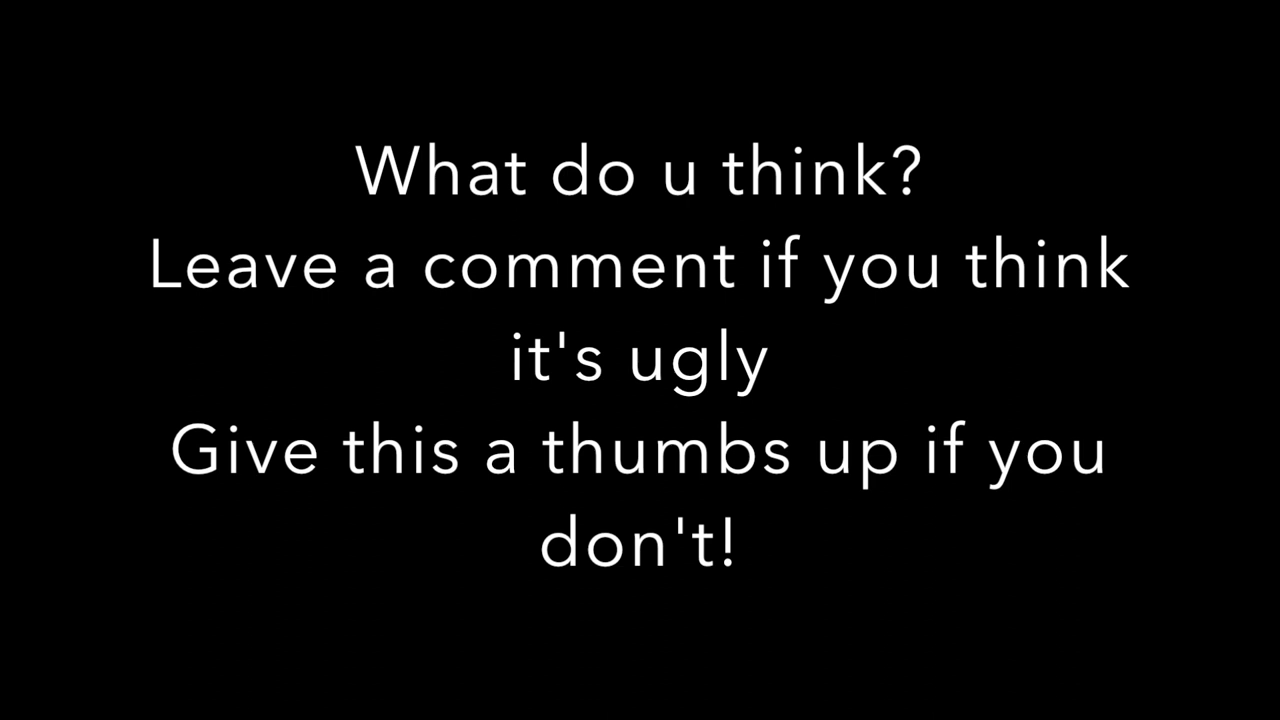 What do u think?
Leave a comment if you think
it's ugly
Give this a thumbs up if you
don't!